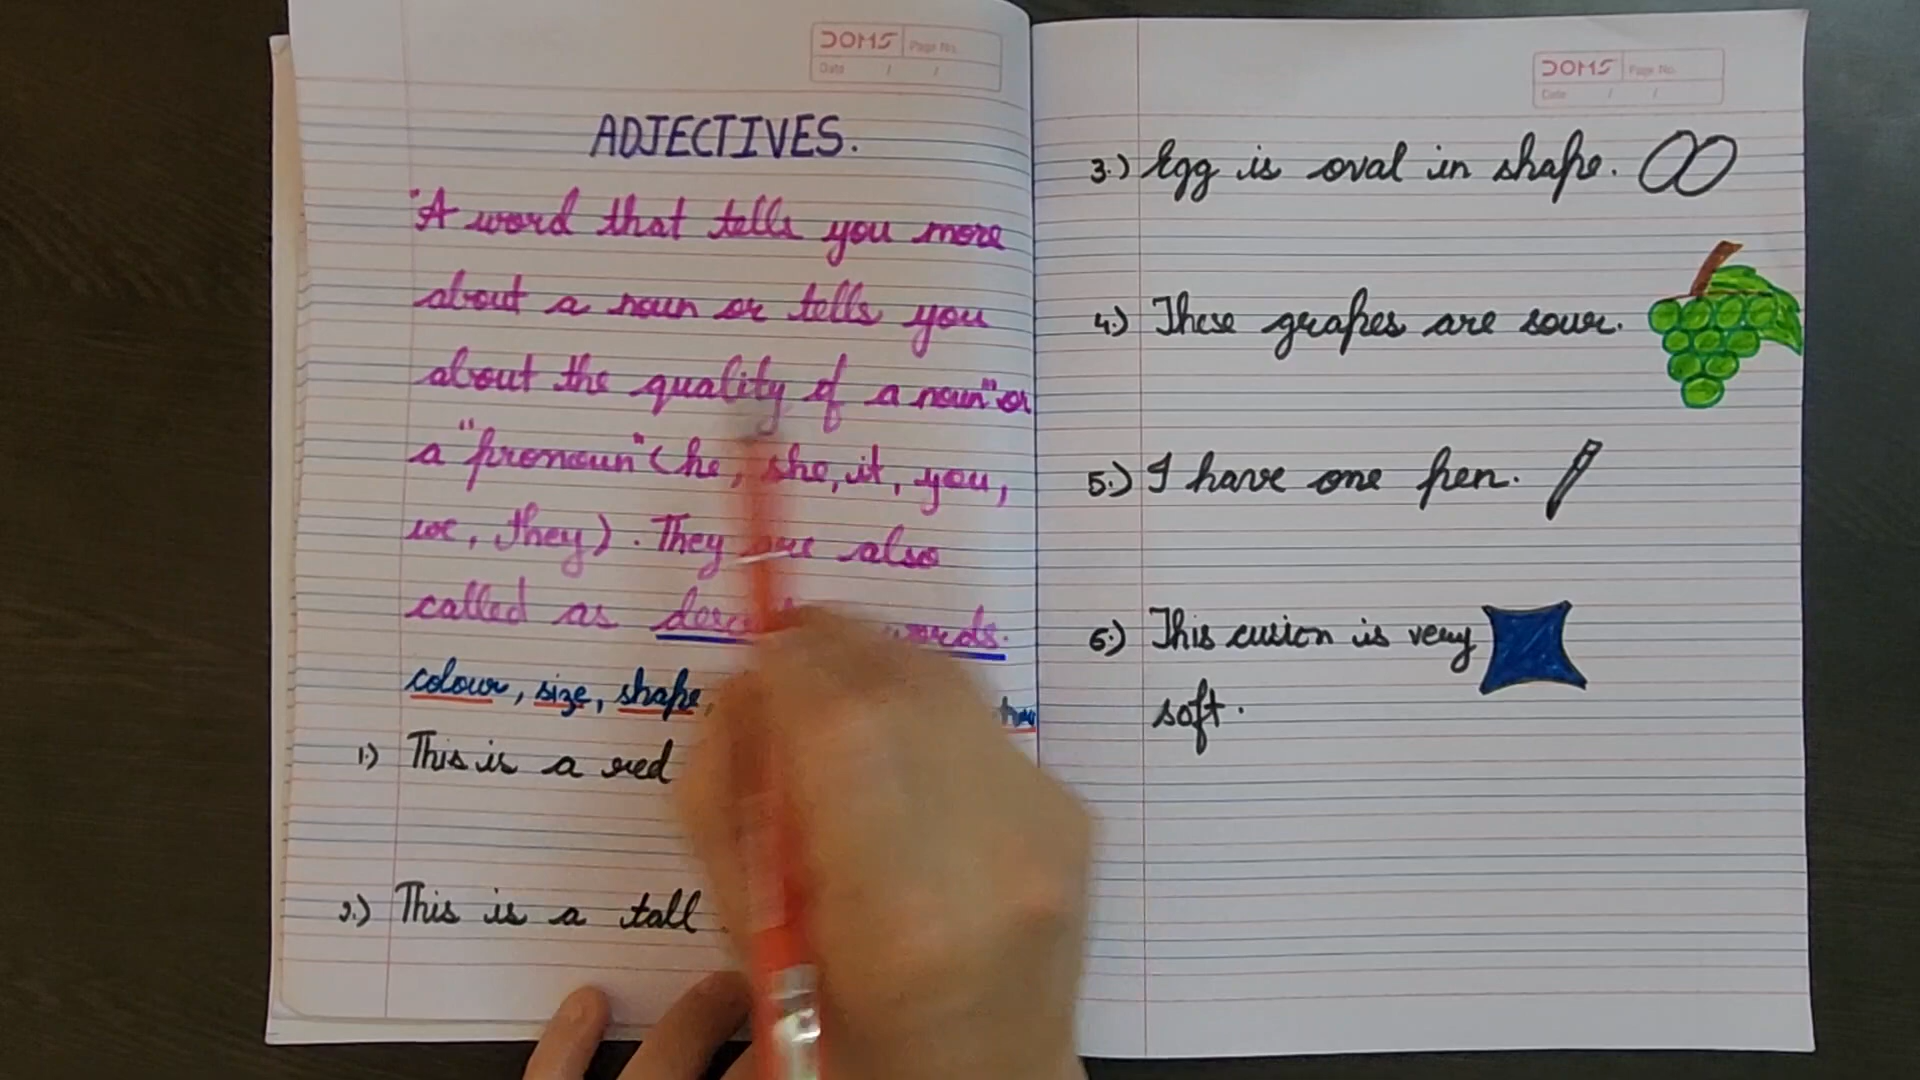 DOMS Page No.
Date / /
ADJECTIVES.
"A word that tells you more
about a noun or tells you
about the quality of a noun" or
a "pronoun" (he, she, it, you,
we, they). They are also
called as words.
colour, size, shape,
1.) This is a red
2.) This is a tall
DOMS Page No.
Date / /
3.) Egg is oval in shape.
4.) These grapes are sour.
5.) I have one pen.
6.) This cusion is very
soft.